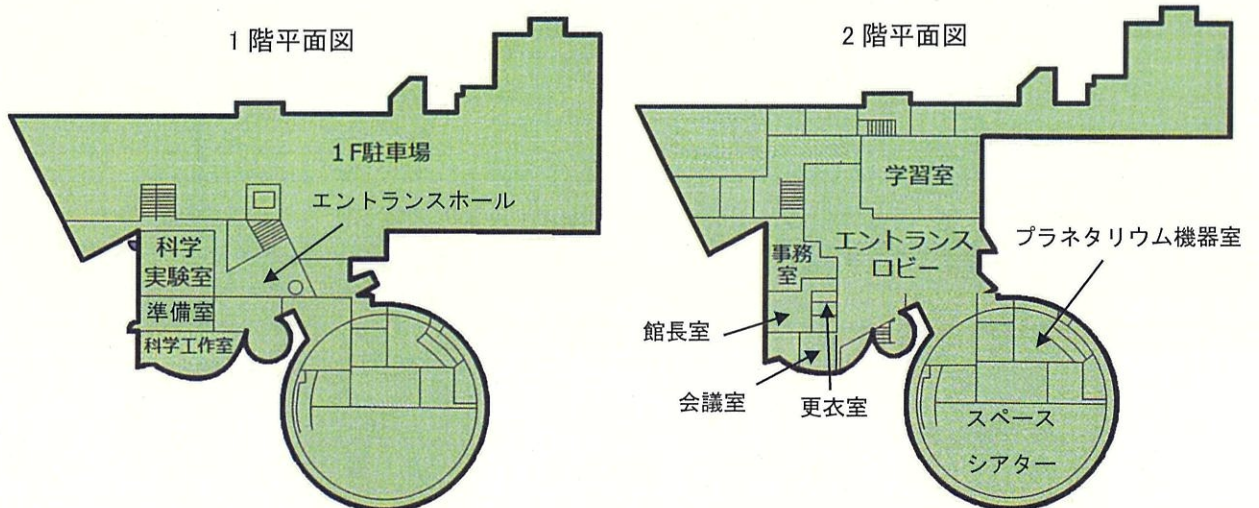 1階平面図
1F駐車場
エントランスホール
科学
実験室
準備室
科学工作室
2階平面図
学習室
エントランス
ロビー
プラネタリウム機器室
事務
室
館長室
会議室
更衣室
スペース
シアター